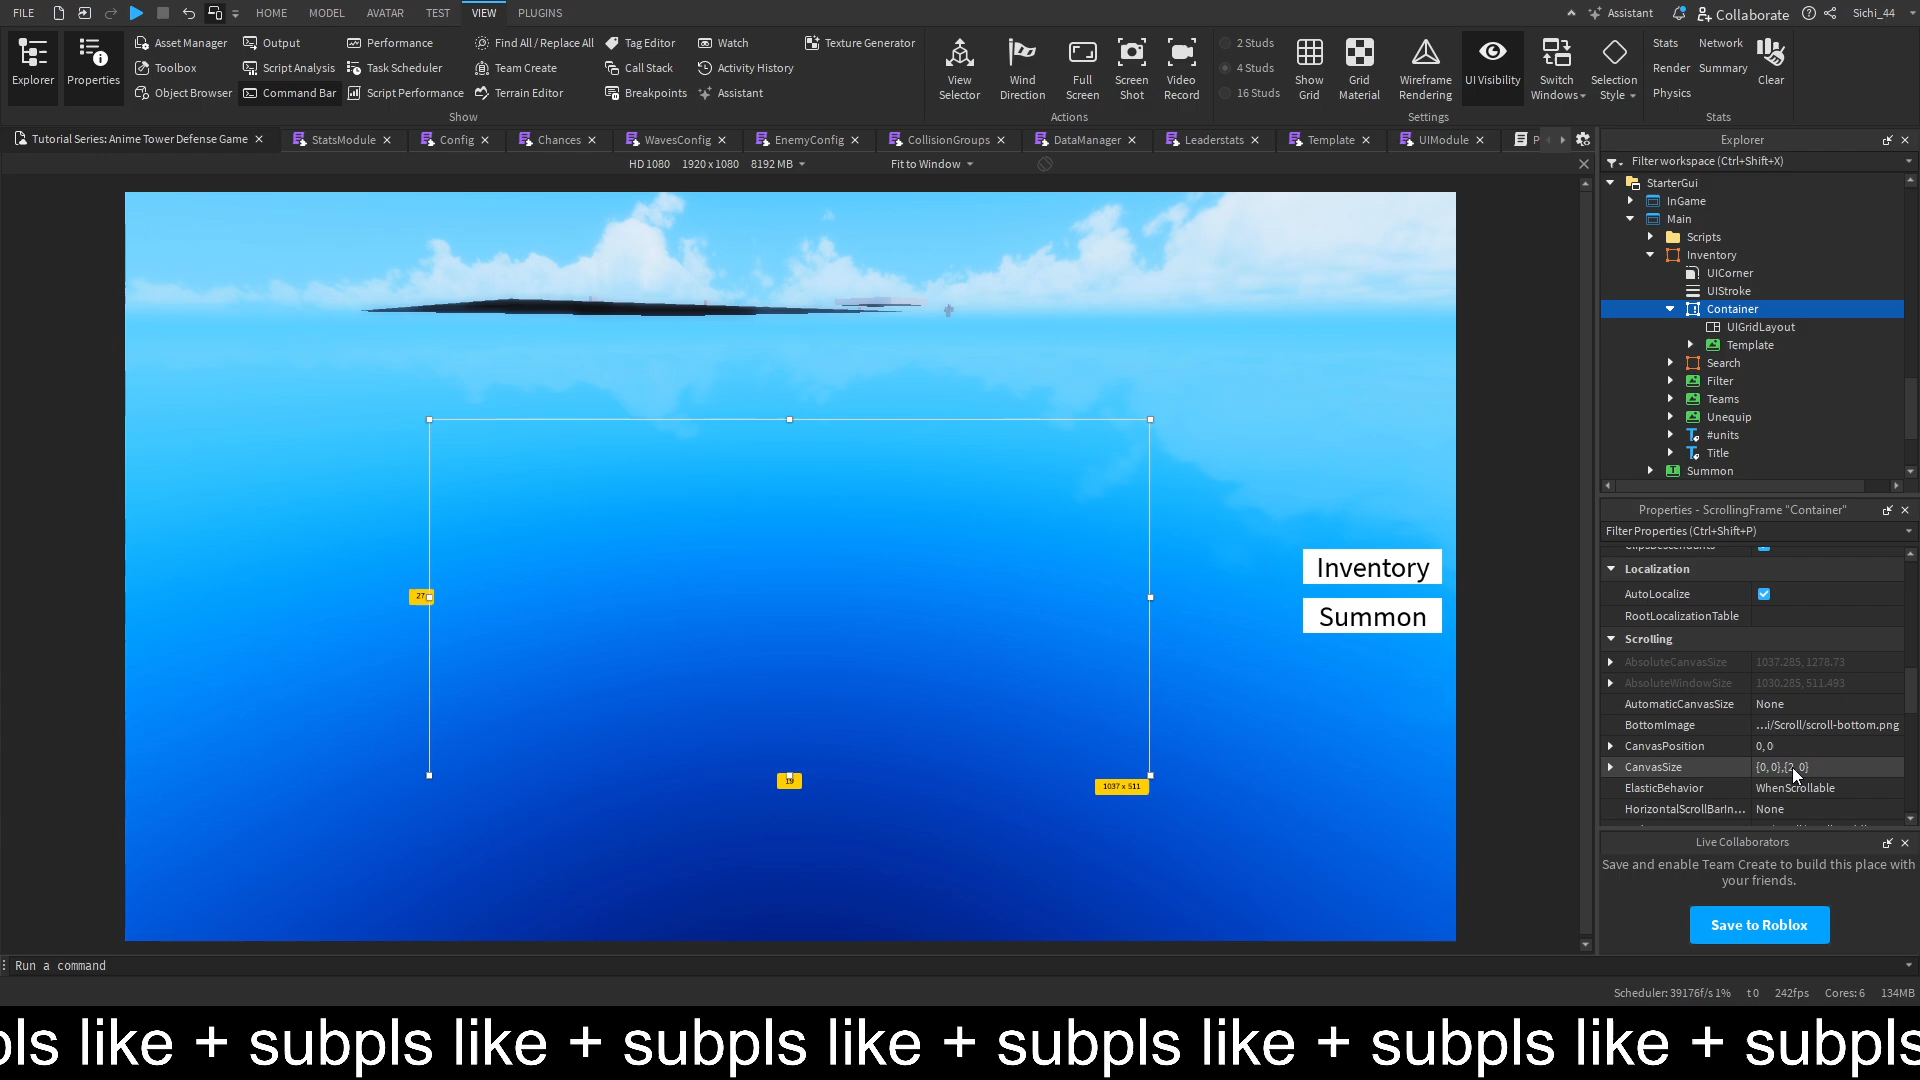 FILE HOME MODEL AVATAR TEST VIEW PLUGINS Assistant Collaborate Sichi_44
Explorer Properties
Asset Manager Output Performance Find All / Replace All Tag Editor Watch Texture Generator
Toolbox Script Analysis Task Scheduler Team Create Call Stack Activity History
Object Browser Command Bar Script Performance Terrain Editor Breakpoints Assistant
Show
View Selector Wind Direction Full Screen Screen Shot Video Record
Actions
2 Studs
4 Studs
16 Studs
Show Grid Grid Material Wireframe Rendering UI Visibility Switch Windows Selection Style
Settings
Stats Network
Render Summary
Physics
Clear
Stats
Tutorial Series: Anime Tower Defense Game StatsModule Config Chances WavesConfig EnemyConfig CollisionGroups DataManager Leaderstats Template UIModule P
HD 1080 1920 x 1080 8192 MB Fit to Window
Inventory
Summon
27
19
1037 x 511
Explorer
Filter workspace (Ctrl+Shift+X)
StarterGui
InGame
Main
Scripts
Inventory
UICorner
UIStroke
Container
UIGridLayout
Template
Search
Filter
Teams
Unequip
#units
Title
Summon
Properties - ScrollingFrame "Container"
Filter Properties (Ctrl+Shift+P)
ClipsDescendants
Localization
AutoLocalize
RootLocalizationTable
Scrolling
AbsoluteCanvasSize 1037.285, 1278.73
AbsoluteWindowSize 1030.285, 511.493
AutomaticCanvasSize None
BottomImage ...i/Scroll/scroll-bottom.png
CanvasPosition 0, 0
CanvasSize {0, 0},{2, 0}
ElasticBehavior WhenScrollable
HorizontalScrollBarIn... None
Live Collaborators
Save and enable Team Create to build this place with
your friends.
Save to Roblox
Run a command
Scheduler: 39176f/s 1% t 0 242fps Cores: 6 134MB
pls like + subpls like + subpls like + subpls like + subpls like + subpls